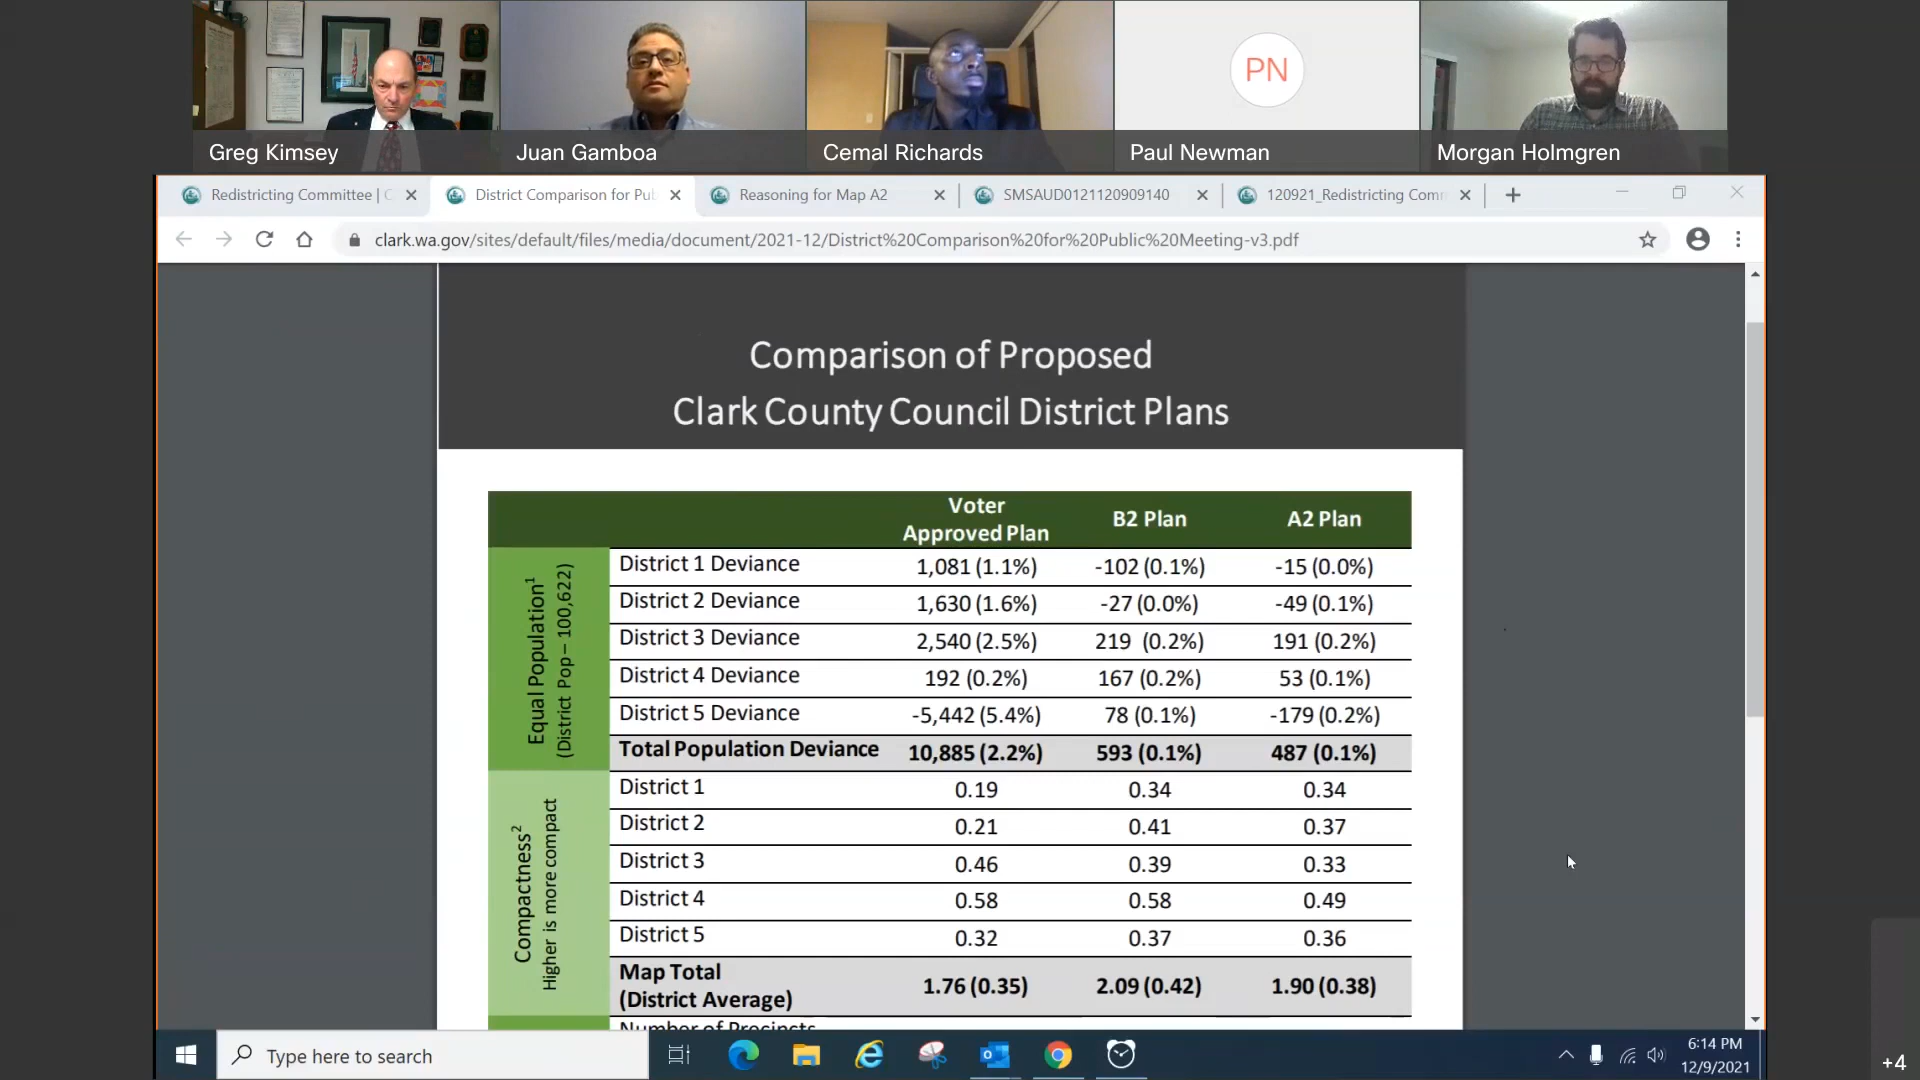 PN
Greg Kimsey
Juan Gamboa
Cemal Richards
Paul Newman
Morgan Holmgren
Redistricting Committee | C
District Comparison for Pub
Reasoning for Map A2
SMSAUD0121120909140
120921_Redistricting Comm
clark.wa.gov/sites/default/files/media/document/2021-12/District%20Comparison%20for%20Public%20Meeting-v3.pdf
Comparison of Proposed
Clark County Council District Plans
Voter
Approved Plan
B2 Plan
A2 Plan
Equal Population1
(District Pop – 100,622)
District 1 Deviance 1,081 (1.1%) -102 (0.1%) -15 (0.0%)
District 2 Deviance 1,630 (1.6%) -27 (0.0%) -49 (0.1%)
District 3 Deviance 2,540 (2.5%) 219 (0.2%) 191 (0.2%)
District 4 Deviance 192 (0.2%) 167 (0.2%) 53 (0.1%)
District 5 Deviance -5,442 (5.4%) 78 (0.1%) -179 (0.2%)
Total Population Deviance 10,885 (2.2%) 593 (0.1%) 487 (0.1%)
Compactness2
Higher is more compact
District 1 0.19 0.34 0.34
District 2 0.21 0.41 0.37
District 3 0.46 0.39 0.33
District 4 0.58 0.58 0.49
District 5 0.32 0.37 0.36
Map Total
(District Average) 1.76 (0.35) 2.09 (0.42) 1.90 (0.38)
Number of Precincts
Type here to search
6:14 PM
12/9/2021
+4